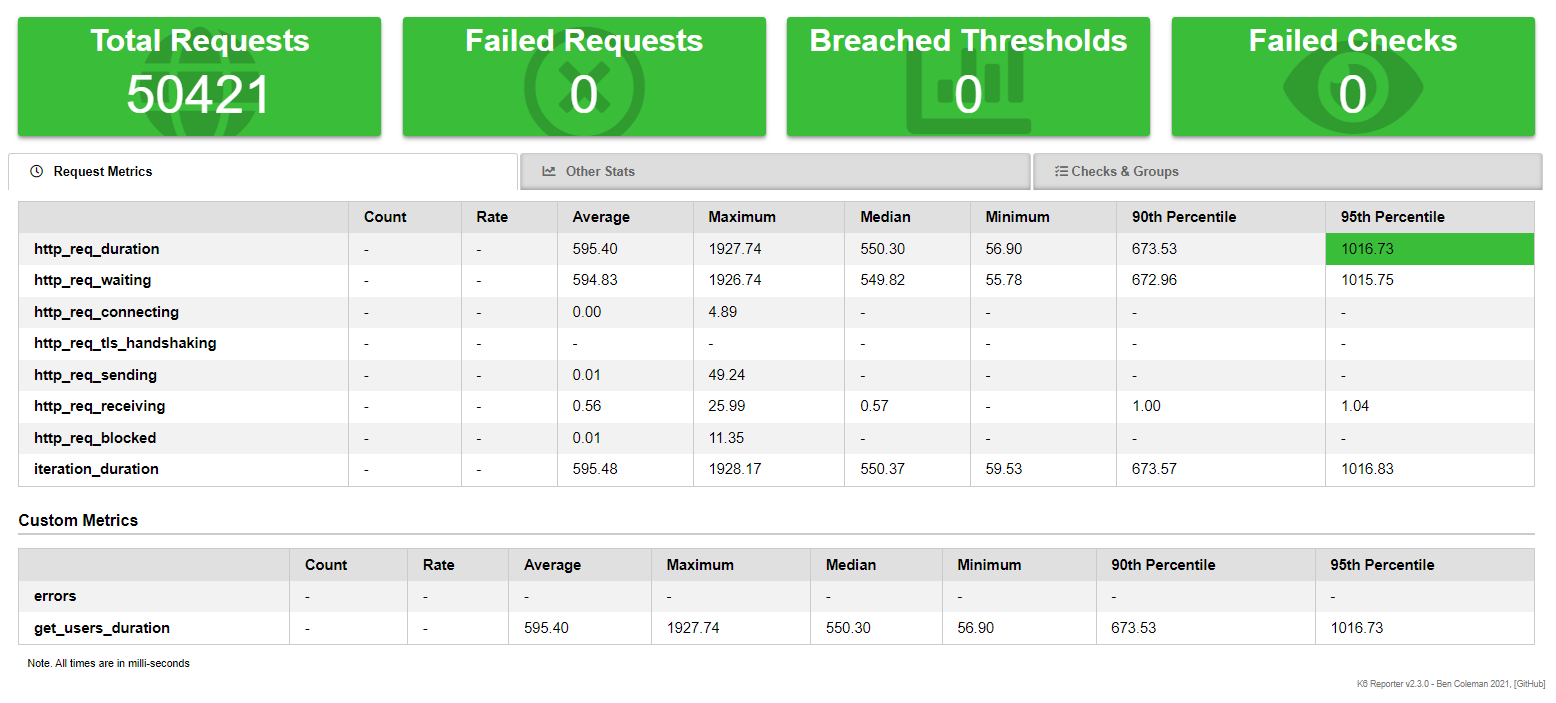 Total Requests Failed Requests Breached Thresholds Failed Checks
50421 0 0 0
Request Metrics Other Stats Checks & Groups
Count Rate Average Maximum Median Minimum 90th Percentile 95th Percentile
http_req_duration - - 595.40 1927.74 550.30 56.90 673.53 1016.73
http_req_waiting - - 594.83 1926.74 549.82 55.78 672.96 1015.75
http_req_connecting - - 0.00 4.89 - - - -
http_req_tls_handshaking - - - - - - - -
http_req_sending - - 0.01 49.24 - - - -
http_req_receiving - - 0.56 25.99 0.57 - 1.00 1.04
http_req_blocked - - 0.01 11.35 - - - -
iteration_duration - - 595.48 1928.17 550.37 59.53 673.57 1016.83
Custom Metrics
Count Rate Average Maximum Median Minimum 90th Percentile 95th Percentile
errors - - - - - - - -
get_users_duration - - 595.40 1927.74 550.30 56.90 673.53 1016.73
Note. All times are in milli-seconds
K6 Reporter v2.3.0 - Ben Coleman 2021, [GitHub]